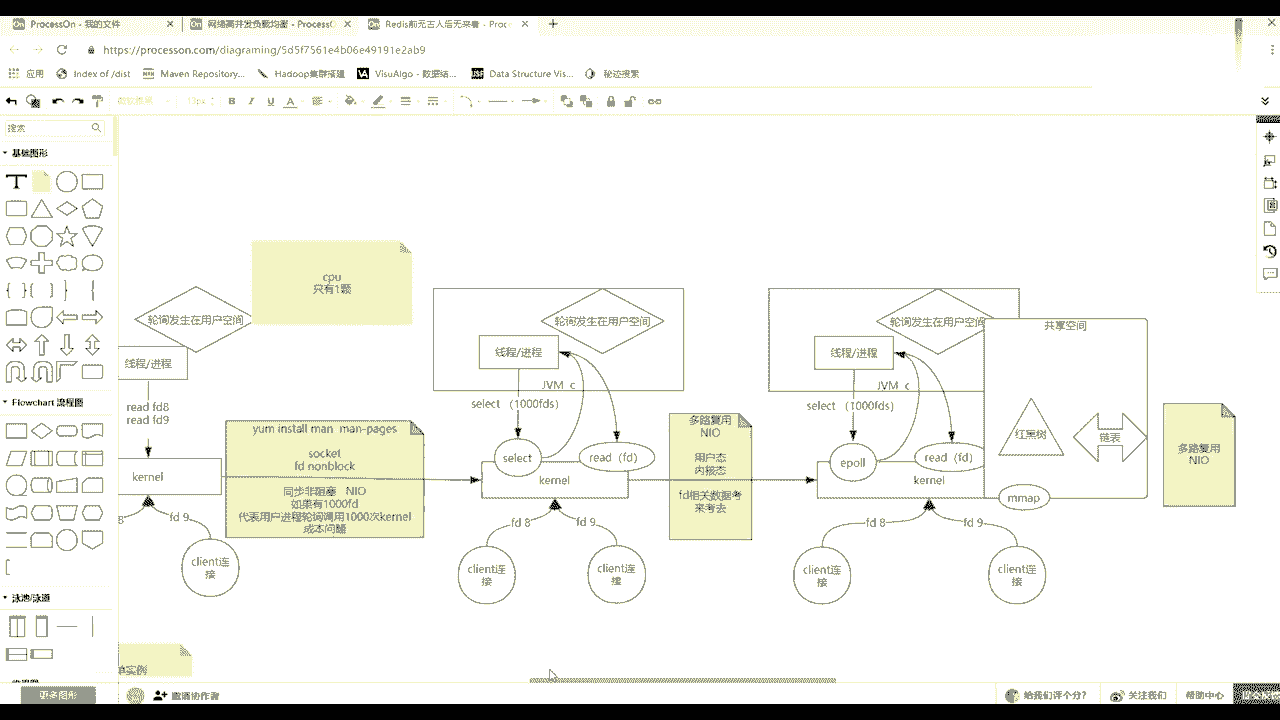 ProcessOn - 我的文件
网络高并发负载均衡 - ProcessO
Redis前无古人后无来者 - Proc
https://processon.com/diagraming/5d5f7561e4b06e49191e2ab9
应用
Index of /dist
Maven Repository...
Hadoop集群搭建
VisuAlgo - 数据结...
Data Structure Vis...
秘迹搜索
13px
B I U A
搜索
基础图形
T
cpu
只有1颗
轮询发生在用户空间
线程/进程
read fd8
read fd9
kernel
8
fd 9
client连
接
yum install man man-pages
socket
fd nonblock
同步非阻塞 NIO
如果有1000fd
代表用户进程轮询调用1000次kernel
成本问题
轮询发生在用户空间
线程/进程
JVM c
select （1000fds）
select
read（fd）
kernel
fd 8
fd 9
client连
接
client连
接
多路复用
NIO
用户态
内核态
fd相关数据考
来考去
轮询发生在用户空间
线程/进程
JVM c
select （1000fds）
epoll
read（fd）
kernel
fd 8
fd 9
client连
接
client连
接
共享空间
红黑树
链表
mmap
多路复用
NIO
Flowchart 流程图
泳池/泳道
单实例
更多图形
邀请协作者
给我们评个分？
关注我们
帮助中心